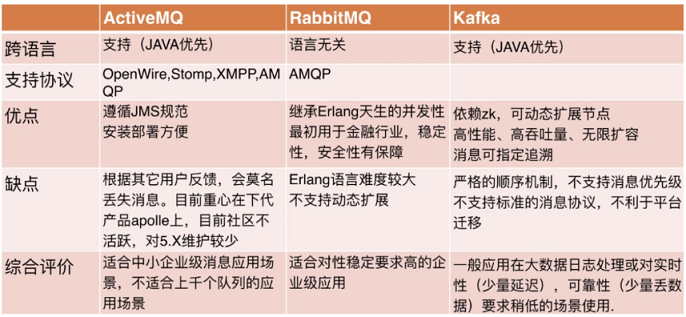 ActiveMQ RabbitMQ Kafka
跨语言 支持（JAVA优先） 语言无关 支持（JAVA优先）
支持协议 OpenWire,Stomp,XMPP,AM AMQP
QP
优点 遵循JMS规范 继承Erlang天生的并发性 依赖zk，可动态扩展节点
安装部署方便 最初用于金融行业，稳定 高性能、高吞吐量、无限扩容
性，安全性有保障 消息可指定追溯
缺点 根据其它用户反馈，会莫名 Erlang语言难度较大 严格的顺序机制，不支持消息优先级
丢失消息。目前重心在下代 不支持动态扩展 不支持标准的消息协议，不利于平台
产品apolle上，目前社区不 迁移
活跃，对5.X维护较少
综合评价 适合中小企业级消息应用场 适合对性稳定要求高的企 一般应用在大数据日志处理或对实时
景，不适合上千个队列的应 业级应用 性（少量延迟），可靠性（少量丢数
用场景 据）要求稍低的场景使用.